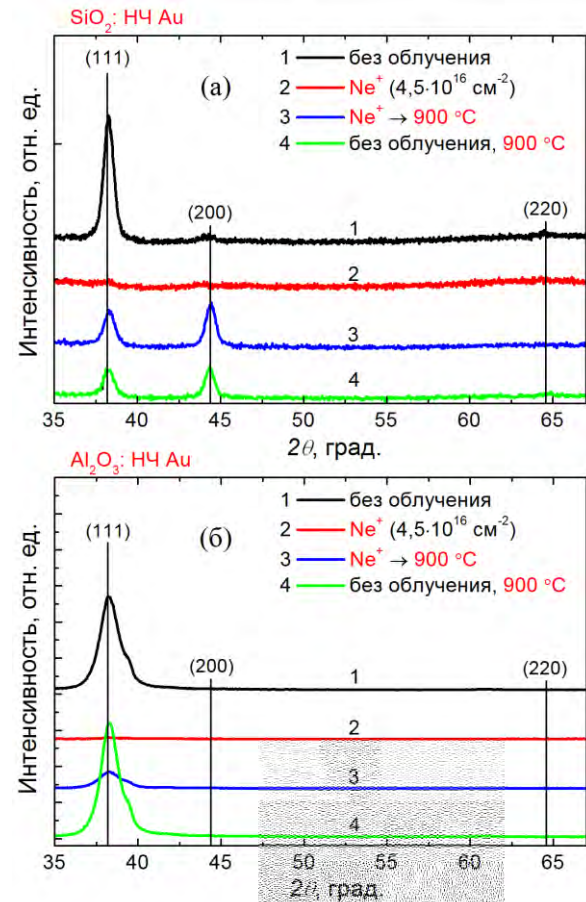 SiO₂: НЧ Au
(111)
(а)
1 без облучения
2 Ne⁺ (4,5·10¹⁶ см⁻²)
3 Ne⁺ → 900 °C
4 без облучения, 900 °C
(200)
(220)
1
2
3
4
Интенсивность, отн. ед.
35 40 45 50 55 60 65
2θ, град.
Al₂O₃: НЧ Au
(111)
(б)
1 без облучения
2 Ne⁺ (4,5·10¹⁶ см⁻²)
3 Ne⁺ → 900 °C
4 без облучения, 900 °C
(200)
(220)
1
2
3
4
Интенсивность, отн. ед.
35 40 45 50 55 60 65
2θ, град.